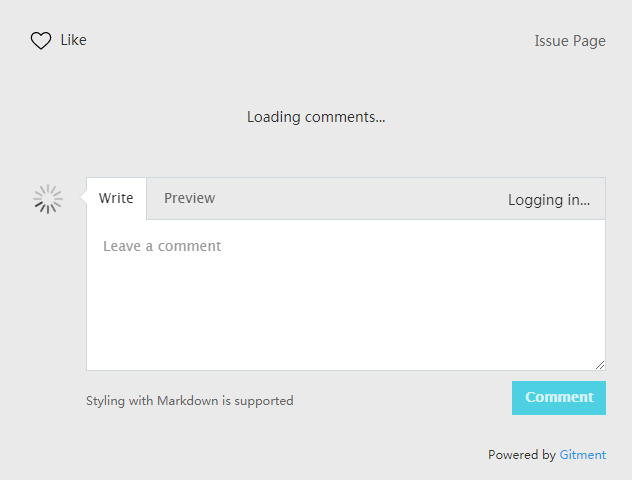 Like
Issue Page
Loading comments...
Write
Preview
Logging in...
Leave a comment
Styling with Markdown is supported
Comment
Powered by Gitment